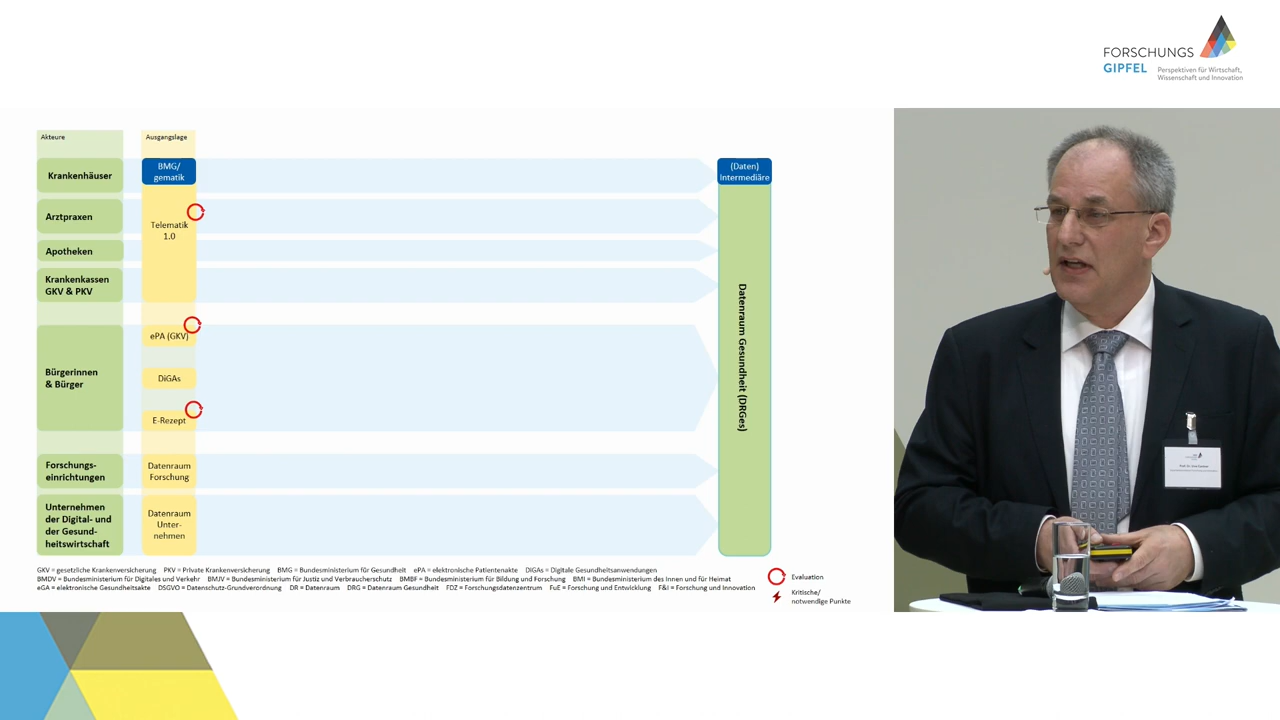 FORSCHUNGS
GIPFEL
Perspektiven für Wirtschaft,
Wissenschaft und Innovation
Akteure
Ausgangslage
Krankenhäuser
BMG/
gematik
(Daten)
Intermediäre
Arztpraxen
Telematik
1.0
Apotheken
Krankenkassen
GKV & PKV
Bürgerinnen
& Bürger
ePA (GKV)
DiGAs
E-Rezept
Datenraum Gesundheit (DRGes)
Forschungs-
einrichtungen
Datenraum
Forschung
Unternehmen
der Digital- und
der Gesund-
heitswirtschaft
Datenraum
Unter-
nehmen
GKV = gesetzliche Krankenversicherung PKV = Private Krankenversicherung BMG = Bundesministerium für Gesundheit ePA = elektronische Patientenakte DiGAs = Digitale Gesundheitsanwendungen
BMDV = Bundesministerium für Digitales und Verkehr BMJV = Bundesministerium für Justiz und Verbraucherschutz BMBF = Bundesministerium für Bildung und Forschung BMI = Bundesministerium des Innen und für Heimat
eGA = elektronische Gesundheitsakte DSGVO = Datenschutz-Grundverordnung DR = Datenraum DRG = Datenraum Gesundheit FDZ = Forschungsdatenzentrum FuE = Forschung und Entwicklung F&I = Forschung und Innovation
Evaluation
Kritische/
notwendige Punkte